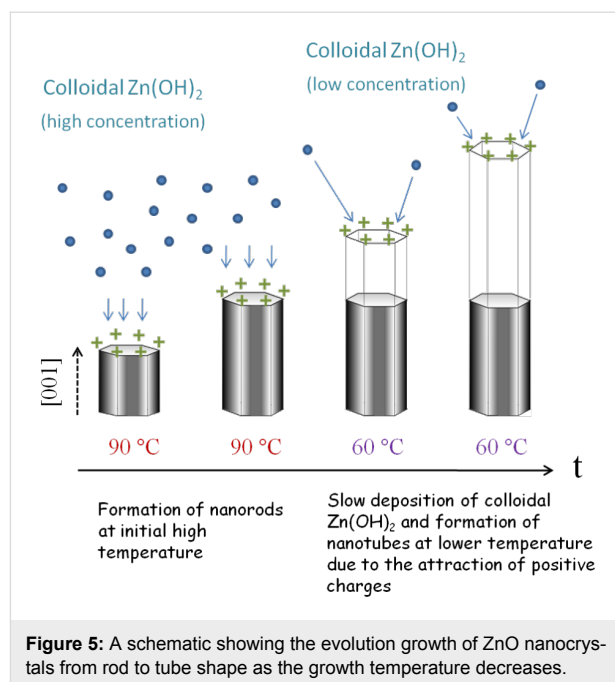 Colloidal Zn(OH)₂
(high concentration)
Colloidal Zn(OH)₂
(low concentration)
+ + + + + +
+ + + + + +
+ + + + + +
+ + + + + +
[001]
90 °C
90 °C
60 °C
60 °C
t
Formation of nanorods
at initial high
temperature
Slow deposition of colloidal
Zn(OH)₂ and formation of
nanotubes at lower temperature
due to the attraction of positive
charges
Figure 5: A schematic showing the evolution growth of ZnO nanocrys-
tals from rod to tube shape as the growth temperature decreases.